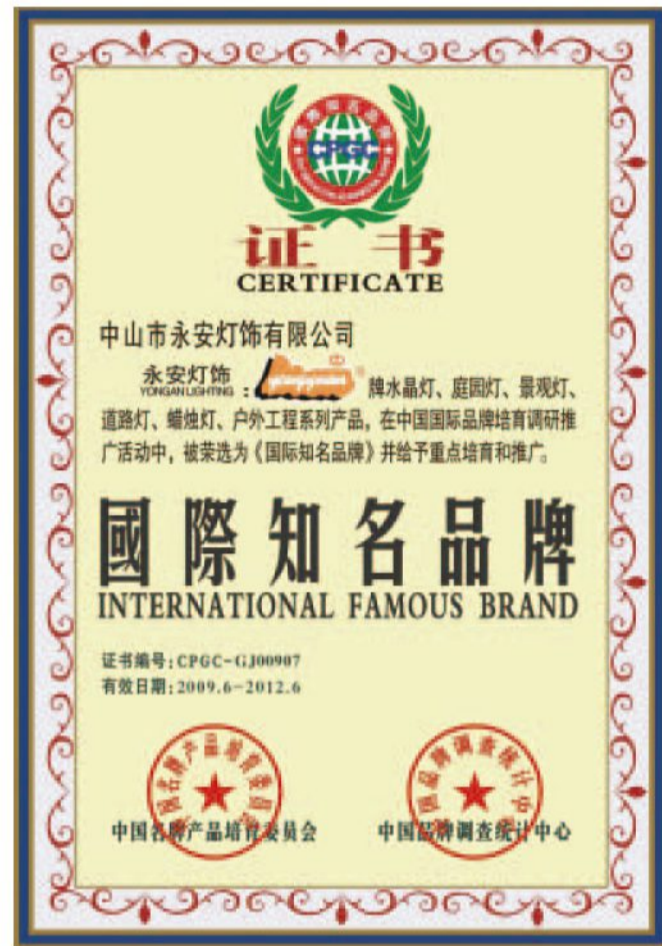 CPGC
证 书
CERTIFICATE
中山市永安灯饰有限公司
永安灯饰
YONGAN LIGHTING : 牌水晶灯、庭园灯、景观灯、
道路灯、蜡烛灯、户外工程系列产品，在中国国际品牌培育调研推
广活动中，被荣选为《国际知名品牌》并给予重点培育和推广。
國際知名品牌
INTERNATIONAL FAMOUS BRAND
证书编号:CPGC-GJ00907
有效日期:2009.6-2012.6
中国名牌产品培育委员会
中国品牌调查统计中心